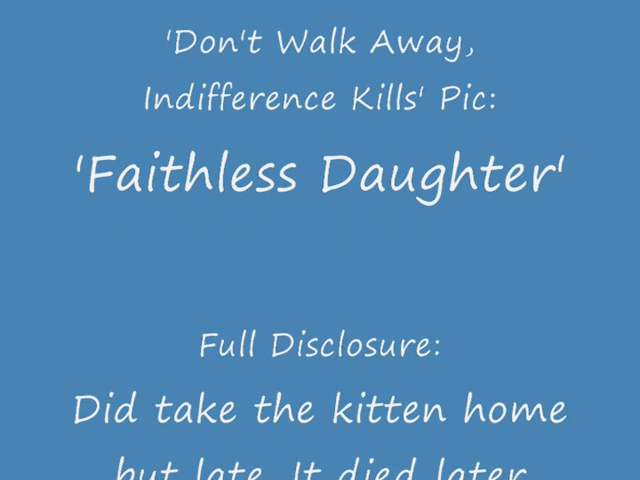 'Don't Walk Away,
Indifference Kills' Pic:
'Faithless Daughter'
Full Disclosure:
Did take the kitten home
but late. It died later